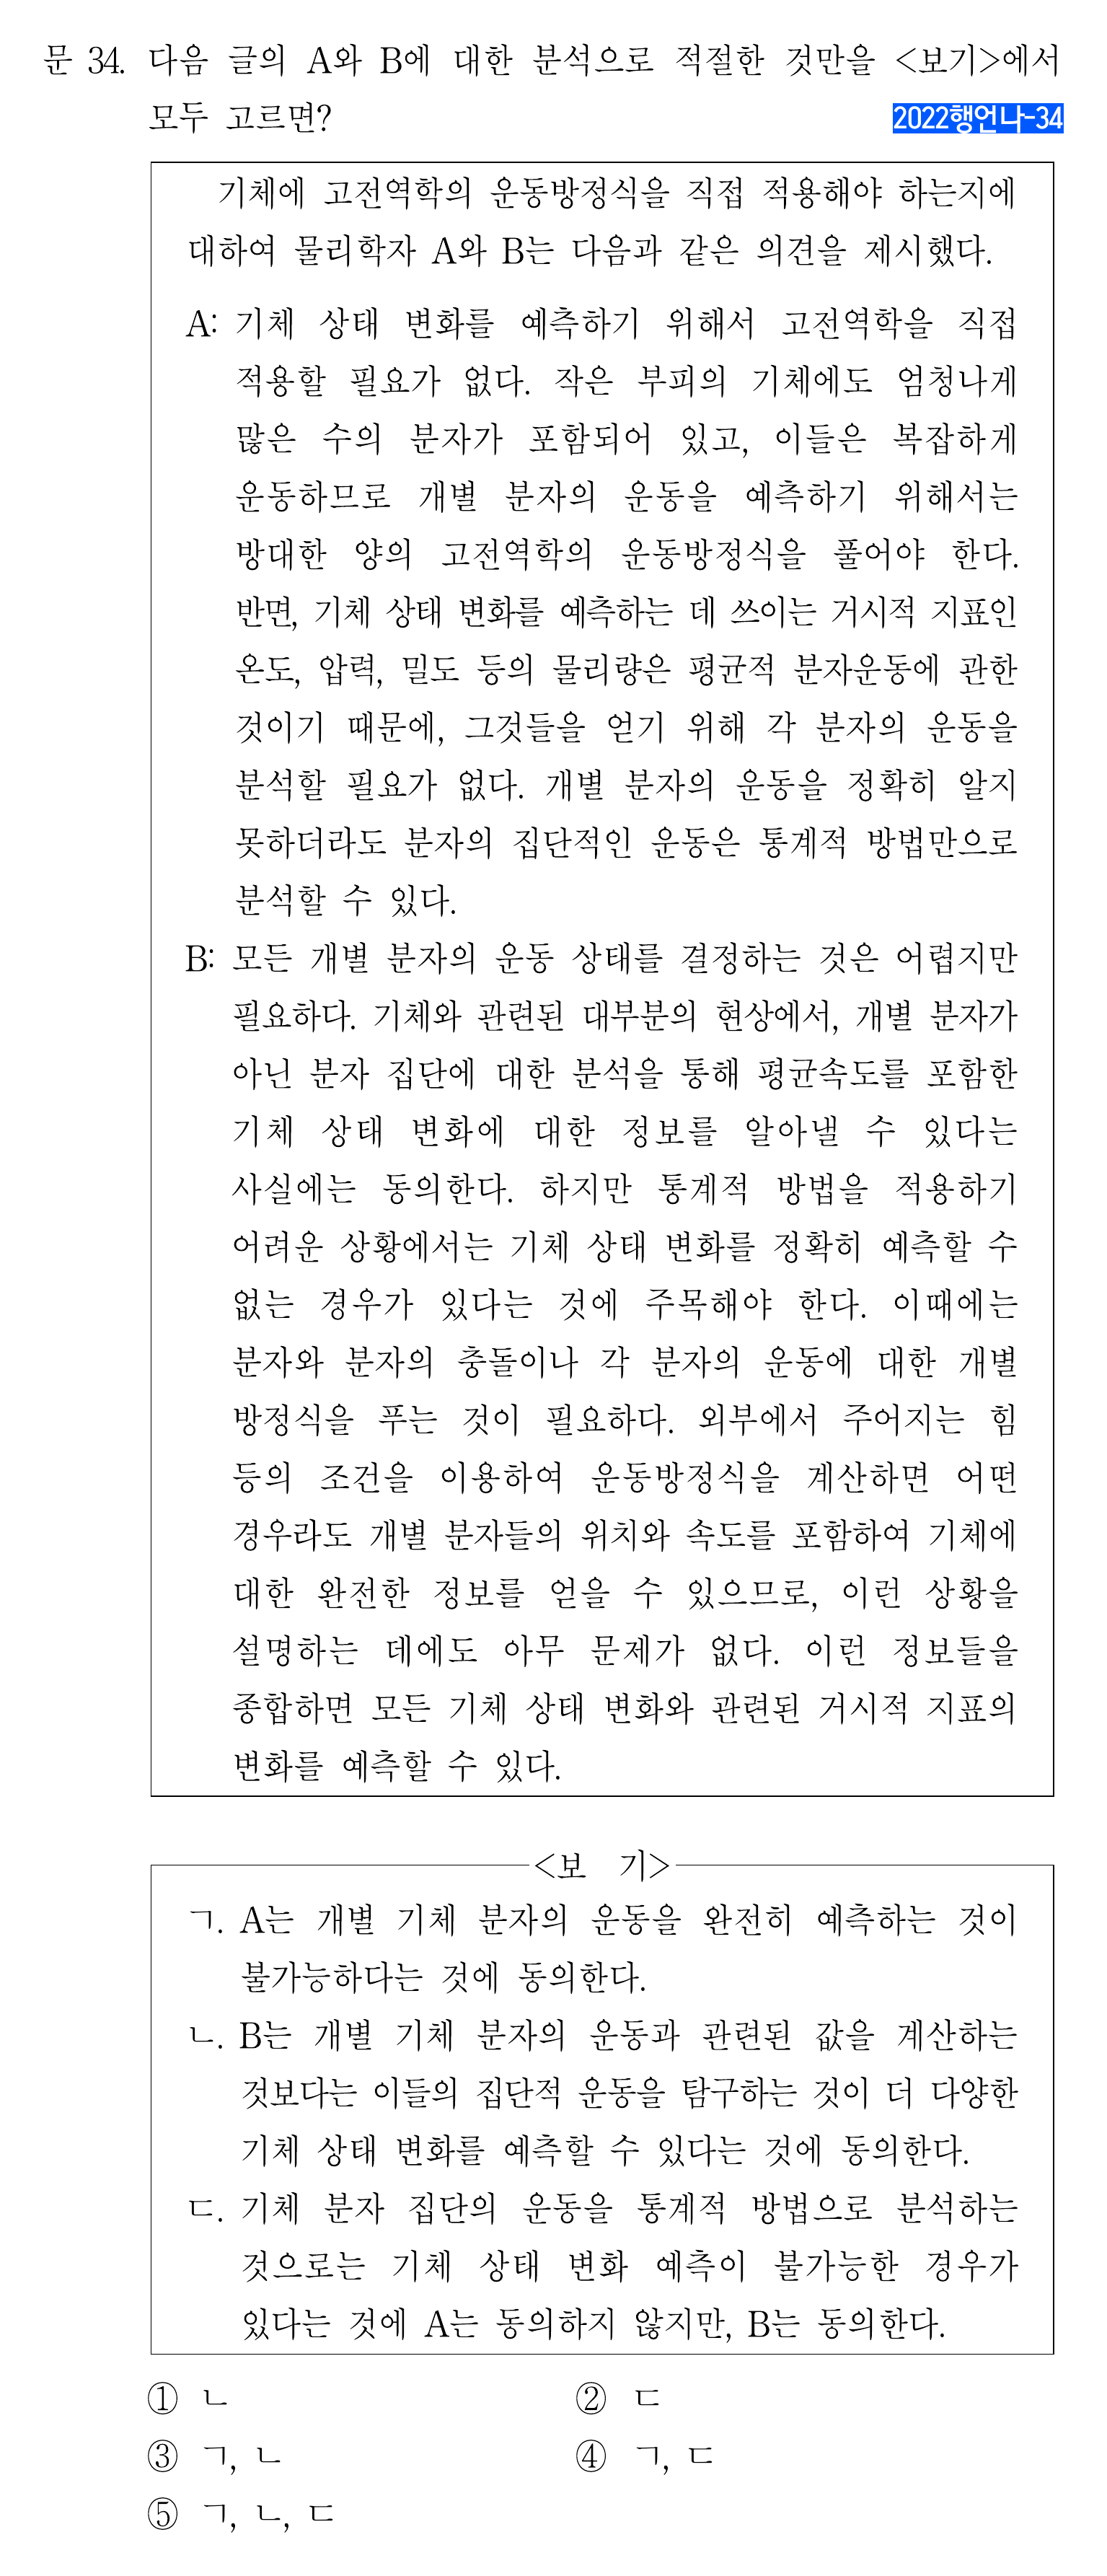 문 34. 다음 글의 A와 B에 대한 분석으로 적절한 것만을 <보기>에서
모두 고르면?
2022행언나-34
기체에 고전역학의 운동방정식을 직접 적용해야 하는지에
대하여 물리학자 A와 B는 다음과 같은 의견을 제시했다.
A: 기체 상태 변화를 예측하기 위해서 고전역학을 직접
적용할 필요가 없다. 작은 부피의 기체에도 엄청나게
많은 수의 분자가 포함되어 있고, 이들은 복잡하게
운동하므로 개별 분자의 운동을 예측하기 위해서는
방대한 양의 고전역학의 운동방정식을 풀어야 한다.
반면, 기체 상태 변화를 예측하는 데 쓰이는 거시적 지표인
온도, 압력, 밀도 등의 물리량은 평균적 분자운동에 관한
것이기 때문에, 그것들을 얻기 위해 각 분자의 운동을
분석할 필요가 없다. 개별 분자의 운동을 정확히 알지
못하더라도 분자의 집단적인 운동은 통계적 방법만으로
분석할 수 있다.
B: 모든 개별 분자의 운동 상태를 결정하는 것은 어렵지만
필요하다. 기체와 관련된 대부분의 현상에서, 개별 분자가
아닌 분자 집단에 대한 분석을 통해 평균속도를 포함한
기체 상태 변화에 대한 정보를 알아낼 수 있다는
사실에는 동의한다. 하지만 통계적 방법을 적용하기
어려운 상황에서는 기체 상태 변화를 정확히 예측할 수
없는 경우가 있다는 것에 주목해야 한다. 이때에는
분자와 분자의 충돌이나 각 분자의 운동에 대한 개별
방정식을 푸는 것이 필요하다. 외부에서 주어지는 힘
등의 조건을 이용하여 운동방정식을 계산하면 어떤
경우라도 개별 분자들의 위치와 속도를 포함하여 기체에
대한 완전한 정보를 얻을 수 있으므로, 이런 상황을
설명하는 데에도 아무 문제가 없다. 이런 정보들을
종합하면 모든 기체 상태 변화와 관련된 거시적 지표의
변화를 예측할 수 있다.
<보 기>
ㄱ. A는 개별 기체 분자의 운동을 완전히 예측하는 것이
불가능하다는 것에 동의한다.
ㄴ. B는 개별 기체 분자의 운동과 관련된 값을 계산하는
것보다는 이들의 집단적 운동을 탐구하는 것이 더 다양한
기체 상태 변화를 예측할 수 있다는 것에 동의한다.
ㄷ. 기체 분자 집단의 운동을 통계적 방법으로 분석하는
것으로는 기체 상태 변화 예측이 불가능한 경우가
있다는 것에 A는 동의하지 않지만, B는 동의한다.
① ㄴ ② ㄷ
③ ㄱ, ㄴ ④ ㄱ, ㄷ
⑤ ㄱ, ㄴ, ㄷ